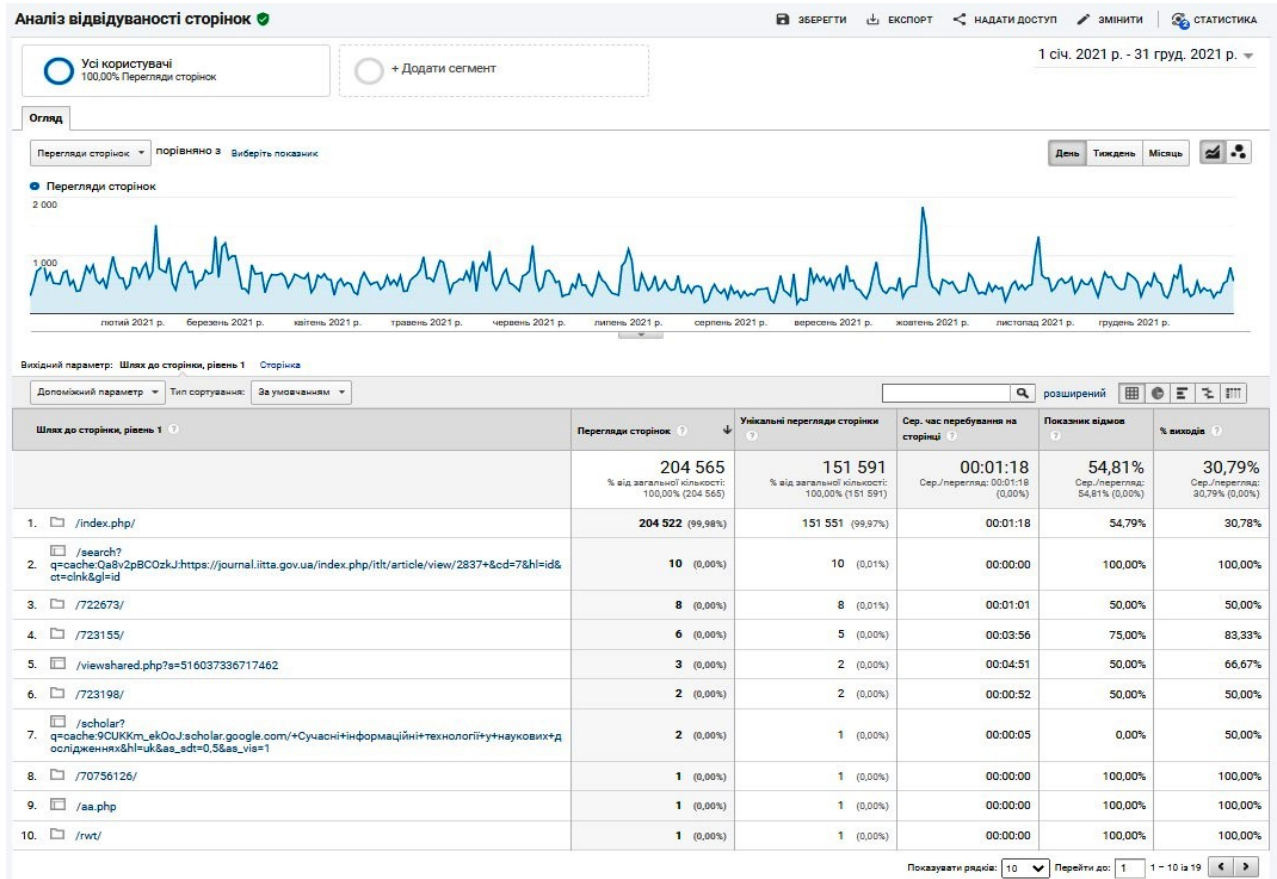 Аналіз відвідуваності сторінок
ЗБЕРЕГТИ ЕКСПОРТ НАДАТИ ДОСТУП ЗМІНИТИ СТАТИСТИКА
2
Усі користувачі
100,00% Перегляди сторінок
+ Додати сегмент
1 січ. 2021 р. - 31 груд. 2021 р.
Огляд
Перегляди сторінок порівняно з Виберіть показник
День Тиждень Місяць
Перегляди сторінок
2 000
1 000
лютий 2021 р. березень 2021 р. квітень 2021 р. травень 2021 р. червень 2021 р. липень 2021 р. серпень 2021 р. вересень 2021 р. жовтень 2021 р. листопад 2021 р. грудень 2021 р.
Вихідний параметр: Шлях до сторінки, рівень 1 Сторінка
Допоміжний параметр Тип сортування: За умовчанням розширений
Шлях до сторінки, рівень 1 ? Перегляди сторінок ? Унікальні перегляди сторінки ? Сер. час перебування на сторінці ? Показник відмов ? % виходів ?
204 565 151 591 00:01:18 54,81% 30,79%
% від загальної кількості: 100,00% (204 565) % від загальної кількості: 100,00% (151 591) Сер./перегляд: 00:01:18 (0,00%) Сер./перегляд: 54,81% (0,00%) Сер./перегляд: 30,79% (0,00%)
1. /index.php/ 204 522 (99,98%) 151 551 (99,97%) 00:01:18 54,79% 30,78%
2. /search?
q=cache:Qa8v2pBCOzkJ:https://journal.iitta.gov.ua/index.php/itlt/article/view/2837+&cd=7&hl=id&
ct=clnk&gl=id 10 (0,00%) 10 (0,01%) 00:00:00 100,00% 100,00%
3. /722673/ 8 (0,00%) 8 (0,01%) 00:01:01 50,00% 50,00%
4. /723155/ 6 (0,00%) 5 (0,00%) 00:03:56 75,00% 83,33%
5. /viewshared.php?s=516037336717462 3 (0,00%) 2 (0,00%) 00:04:51 50,00% 66,67%
6. /723198/ 2 (0,00%) 2 (0,00%) 00:00:52 50,00% 50,00%
7. /scholar?
q=cache:9CUKKm_ekOoJ:scholar.google.com/+Сучасні+інформаційні+технології+у+наукових+д
ослідженнях&hl=uk&as_sdt=0,5&as_vis=1 2 (0,00%) 1 (0,00%) 00:00:05 0,00% 50,00%
8. /70756126/ 1 (0,00%) 1 (0,00%) 00:00:00 100,00% 100,00%
9. /aa.php 1 (0,00%) 1 (0,00%) 00:00:00 100,00% 100,00%
10. /rwt/ 1 (0,00%) 1 (0,00%) 00:00:00 100,00% 100,00%
Показувати рядків: 10 Перейти до: 1 1 – 10 із 19